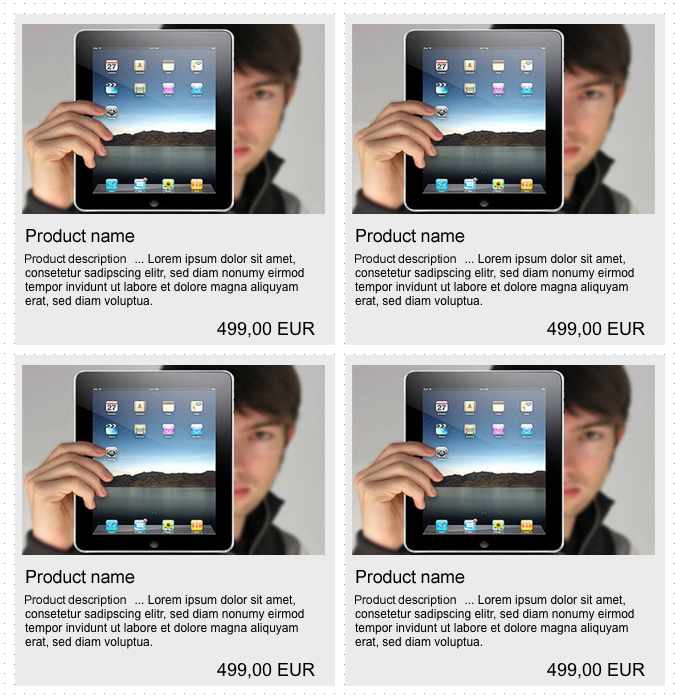 Product name
Product description ... Lorem ipsum dolor sit amet,
consetetur sadipscing elitr, sed diam nonumy eirmod
tempor invidunt ut labore et dolore magna aliquyam
erat, sed diam voluptua.
499,00 EUR
Product name
Product description ... Lorem ipsum dolor sit amet,
consetetur sadipscing elitr, sed diam nonumy eirmod
tempor invidunt ut labore et dolore magna aliquyam
erat, sed diam voluptua.
499,00 EUR
Product name
Product description ... Lorem ipsum dolor sit amet,
consetetur sadipscing elitr, sed diam nonumy eirmod
tempor invidunt ut labore et dolore magna aliquyam
erat, sed diam voluptua.
499,00 EUR
Product name
Product description ... Lorem ipsum dolor sit amet,
consetetur sadipscing elitr, sed diam nonumy eirmod
tempor invidunt ut labore et dolore magna aliquyam
erat, sed diam voluptua.
499,00 EUR